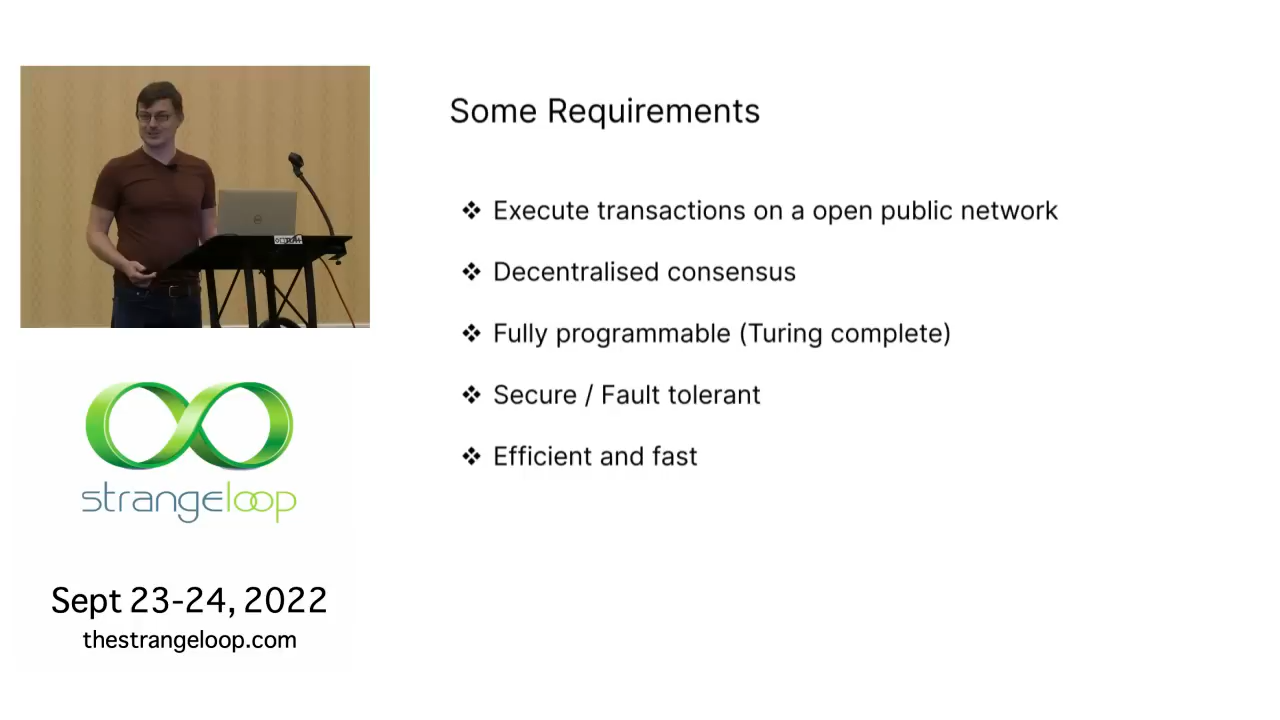 Some Requirements
❖ Execute transactions on a open public network
❖ Decentralised consensus
❖ Fully programmable (Turing complete)
❖ Secure / Fault tolerant
❖ Efficient and fast
strangeloop
Sept 23-24, 2022
thestrangeloop.com